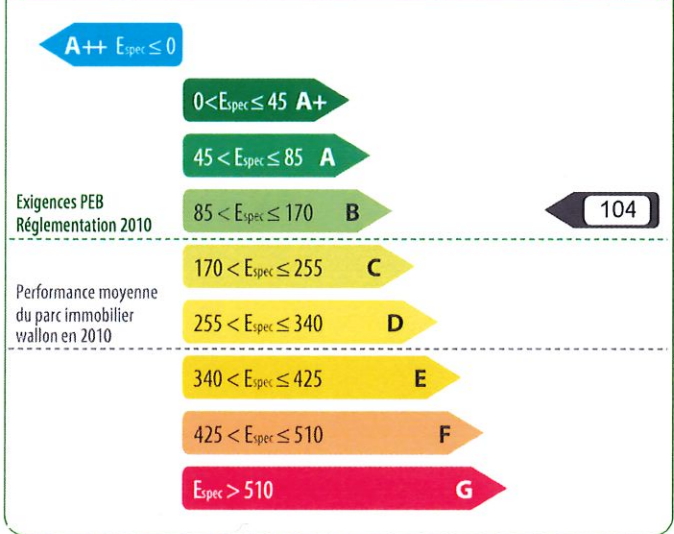 A++ Espec ≤ 0
0<Espec ≤ 45 A+
45 < Espec ≤ 85 A
Exigences PEB
Réglementation 2010
85 < Espec ≤ 170 B
104
170 < Espec ≤ 255 C
Performance moyenne
du parc immobilier
wallon en 2010
255 < Espec ≤ 340 D
340 < Espec ≤ 425 E
425 < Espec ≤ 510 F
Espec > 510 G